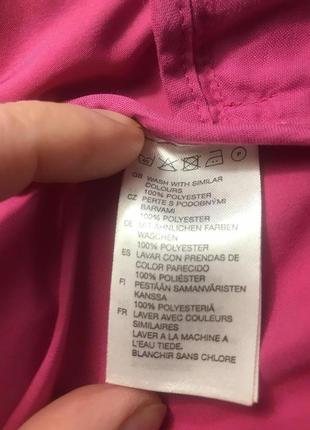 GB WASH WITH SIMILAR
COLOURS
100% POLYESTER
CZ PERTE S PODOBNÝMI
BARVAMI
100% POLYESTER
DE MIT ÄHNLICHEN FARBEN
WASCHEN
100% POLYESTER
ES LAVAR CON PRENDAS DE
COLOR PARECIDO
100% POLIÉSTER
FI PESTÄÄN SAMANVÄRISTEN
KANSSA
100% POLYESTERIÄ
FR LAVER AVEC COULEURS
SIMILAIRES
LAVER A LA MACHINE A
L'EAU TIEDE.
BLANCHIR SANS CHLORE